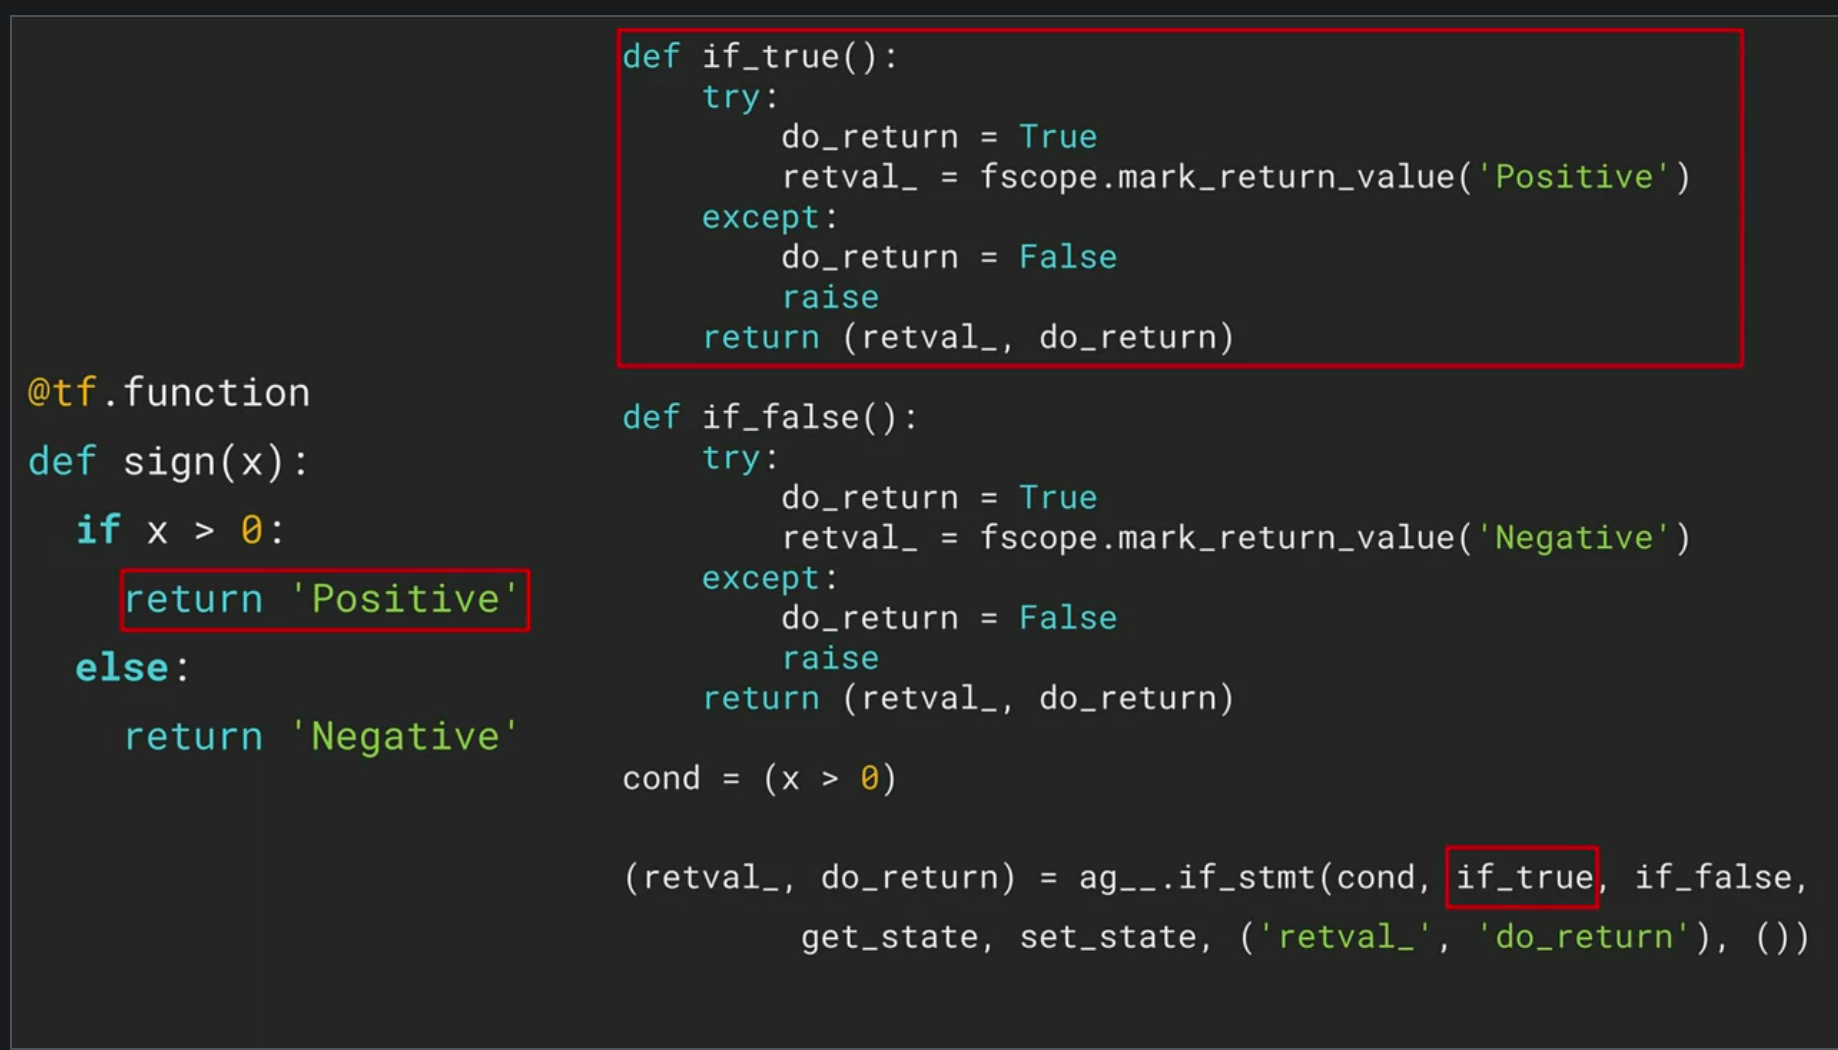 @tf.function
def sign(x):
  if x > 0:
    return 'Positive'
  else:
    return 'Negative'
def if_true():
    try:
        do_return = True
        retval_ = fscope.mark_return_value('Positive')
    except:
        do_return = False
        raise
    return (retval_, do_return)
def if_false():
    try:
        do_return = True
        retval_ = fscope.mark_return_value('Negative')
    except:
        do_return = False
        raise
    return (retval_, do_return)
cond = (x > 0)
(retval_, do_return) = ag__.if_stmt(cond, if_true, if_false,
         get_state, set_state, ('retval_', 'do_return'), ())